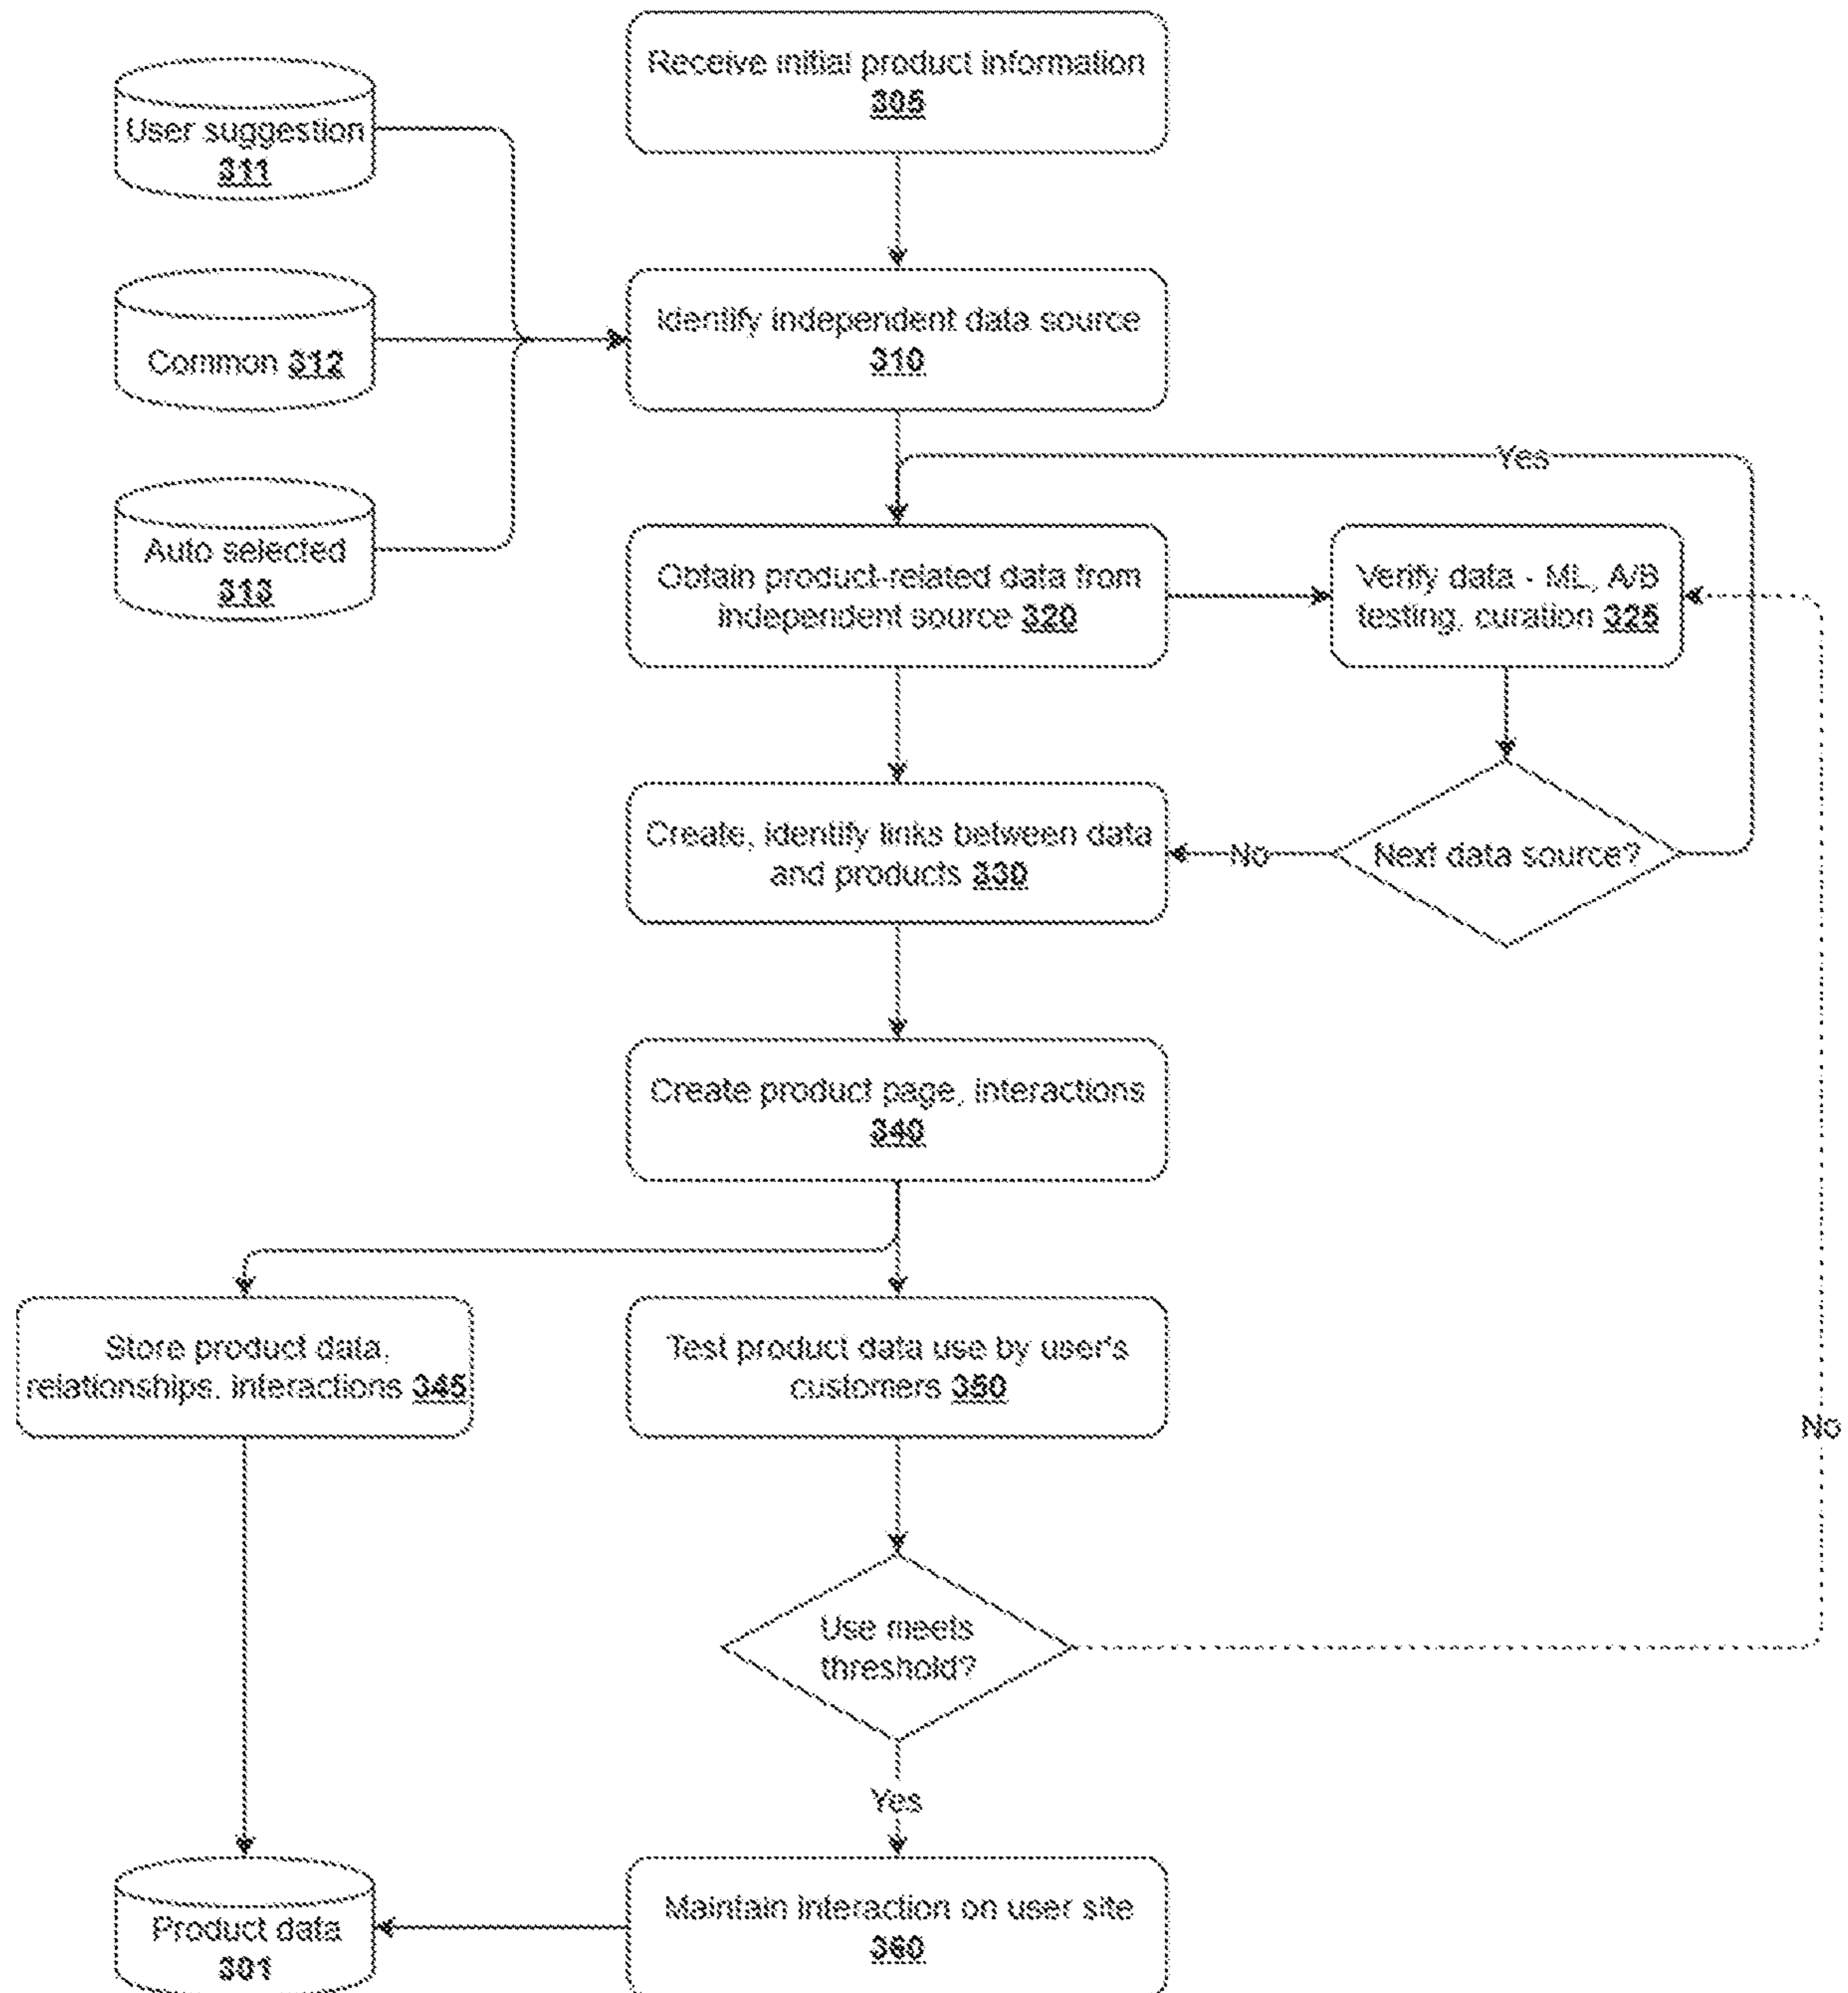 Receive initial product information
305
User suggestion
311
Identify independent data source
310
Common 312
Auto selected
313
Yes
Obtain product-related data from
independent source 320
Verify data - ML, A/B
testing, curation 325
Create, identify links between data
and products 330
No
Next data source?
Create product page, interactions
340
Store product data,
relationships, interactions 345
Test product data use by user's
customers 350
No
Use meets
threshold?
Yes
Maintain interaction on user site
360
Product data
301